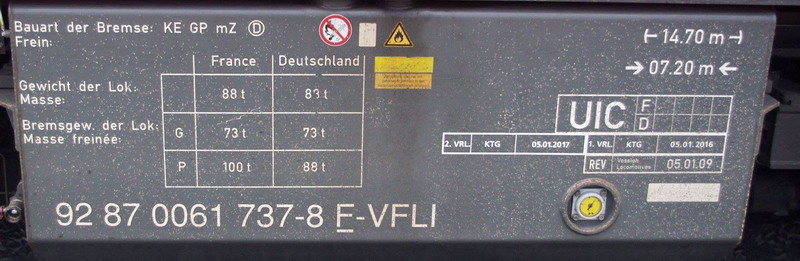 Bauart der Bremse: KE GP mZ D
Frein:
France Deutschland
Gewicht der Lok:
Masse:
88 t 83 t
Bremsgew. der Lok:
Masse freinée:
G 73 t 73 t
P 100 t 88 t
92 87 0061 737-8 F-VFLI
14.70 m
07.20 m
UIC F
D
2. VRL. KTG 05.01.2017 1. VRL. KTG 05.01.2016
REV Vossloh Locomotives 05.01.09